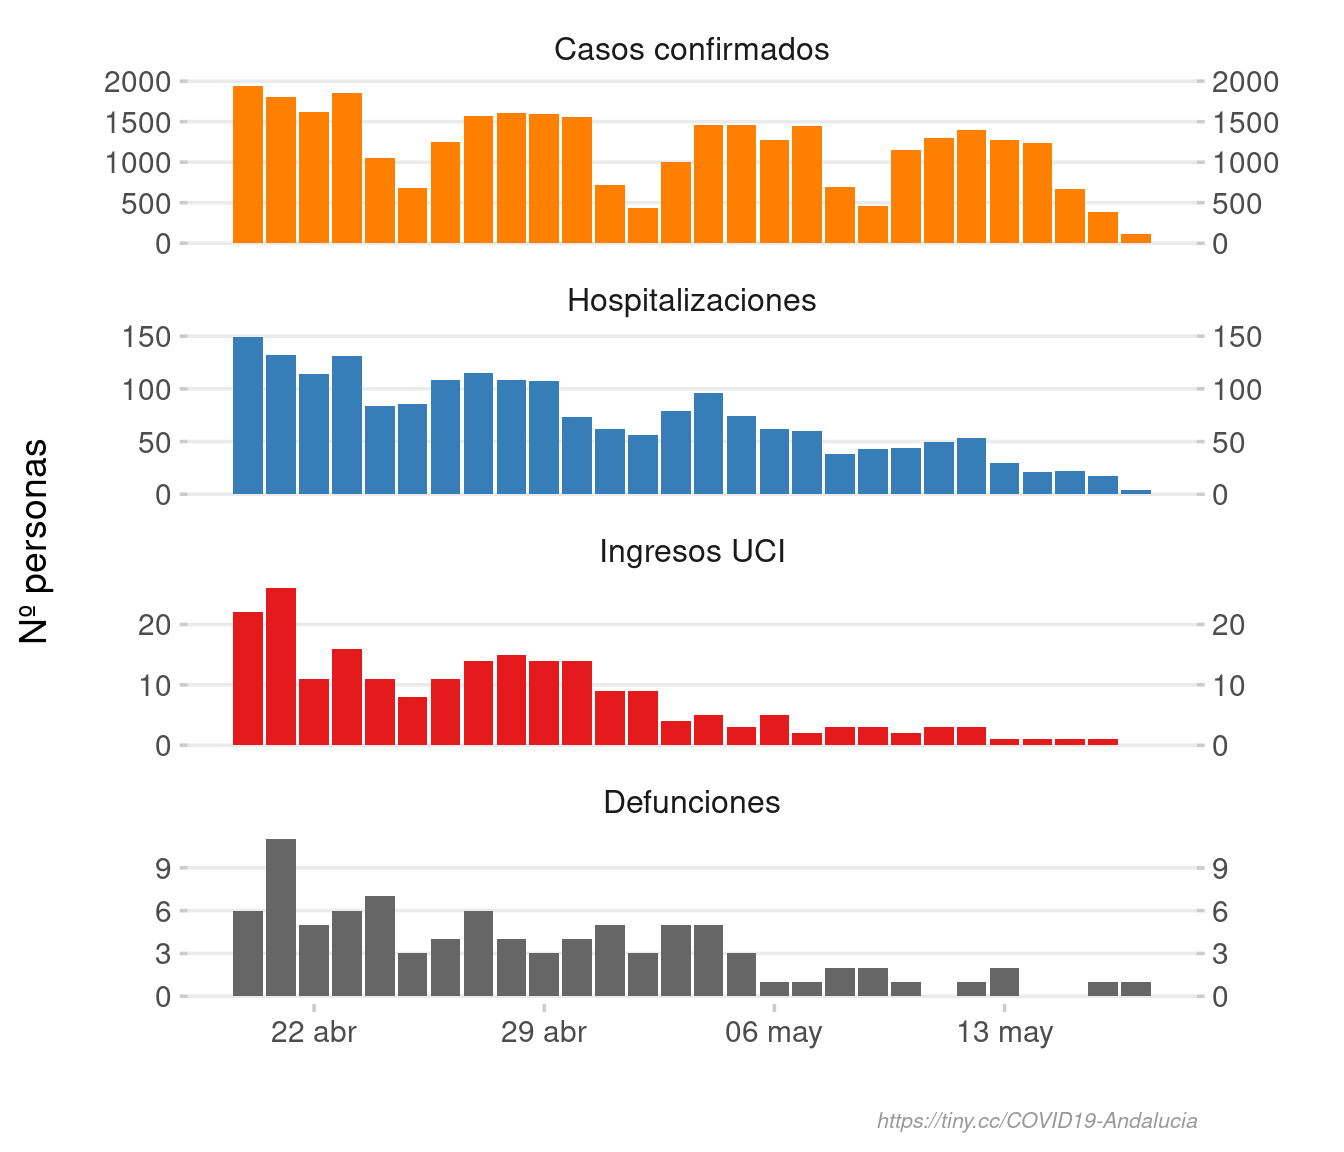 Casos confirmados
2000 2000
1500 1500
1000 1000
500 500
0 0
Hospitalizaciones
150 150
100 100
50 50
0 0
Nº personas
Ingresos UCI
20 20
10 10
0 0
Defunciones
9 9
6 6
3 3
0 0
22 abr 29 abr 06 may 13 may
https://tiny.cc/COVID19-Andalucia